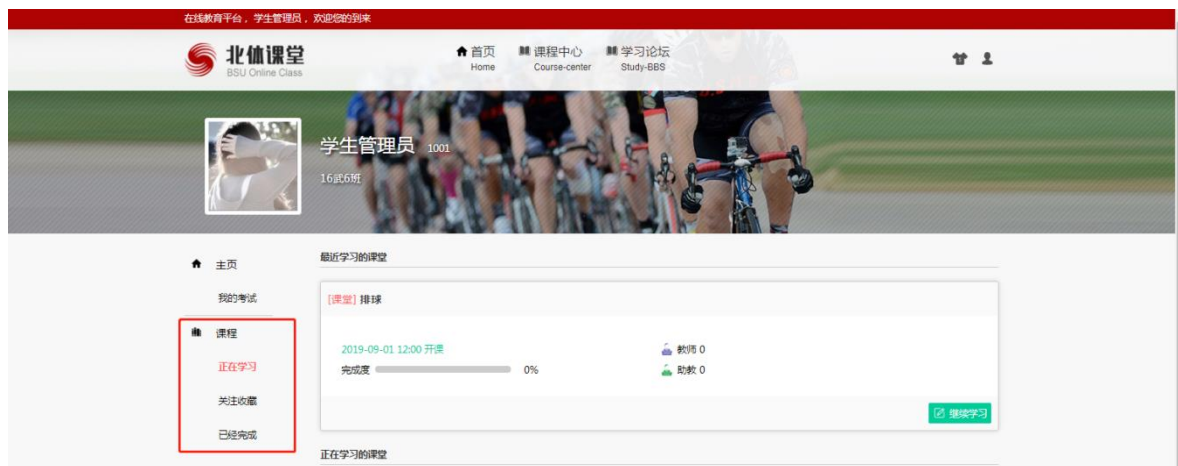 在线教育平台，学生管理员，欢迎您的到来
北体课堂
BSU Online Class
首页
Home
课程中心
Course-center
学习论坛
Study-BBS
学生管理员 1001
16武6班
主页
我的考试
课程
正在学习
关注收藏
已经完成
最近学习的课堂
[课堂] 排球
2019-09-01 12:00 开课
教师 0
完成度 0%
助教 0
继续学习
正在学习的课堂